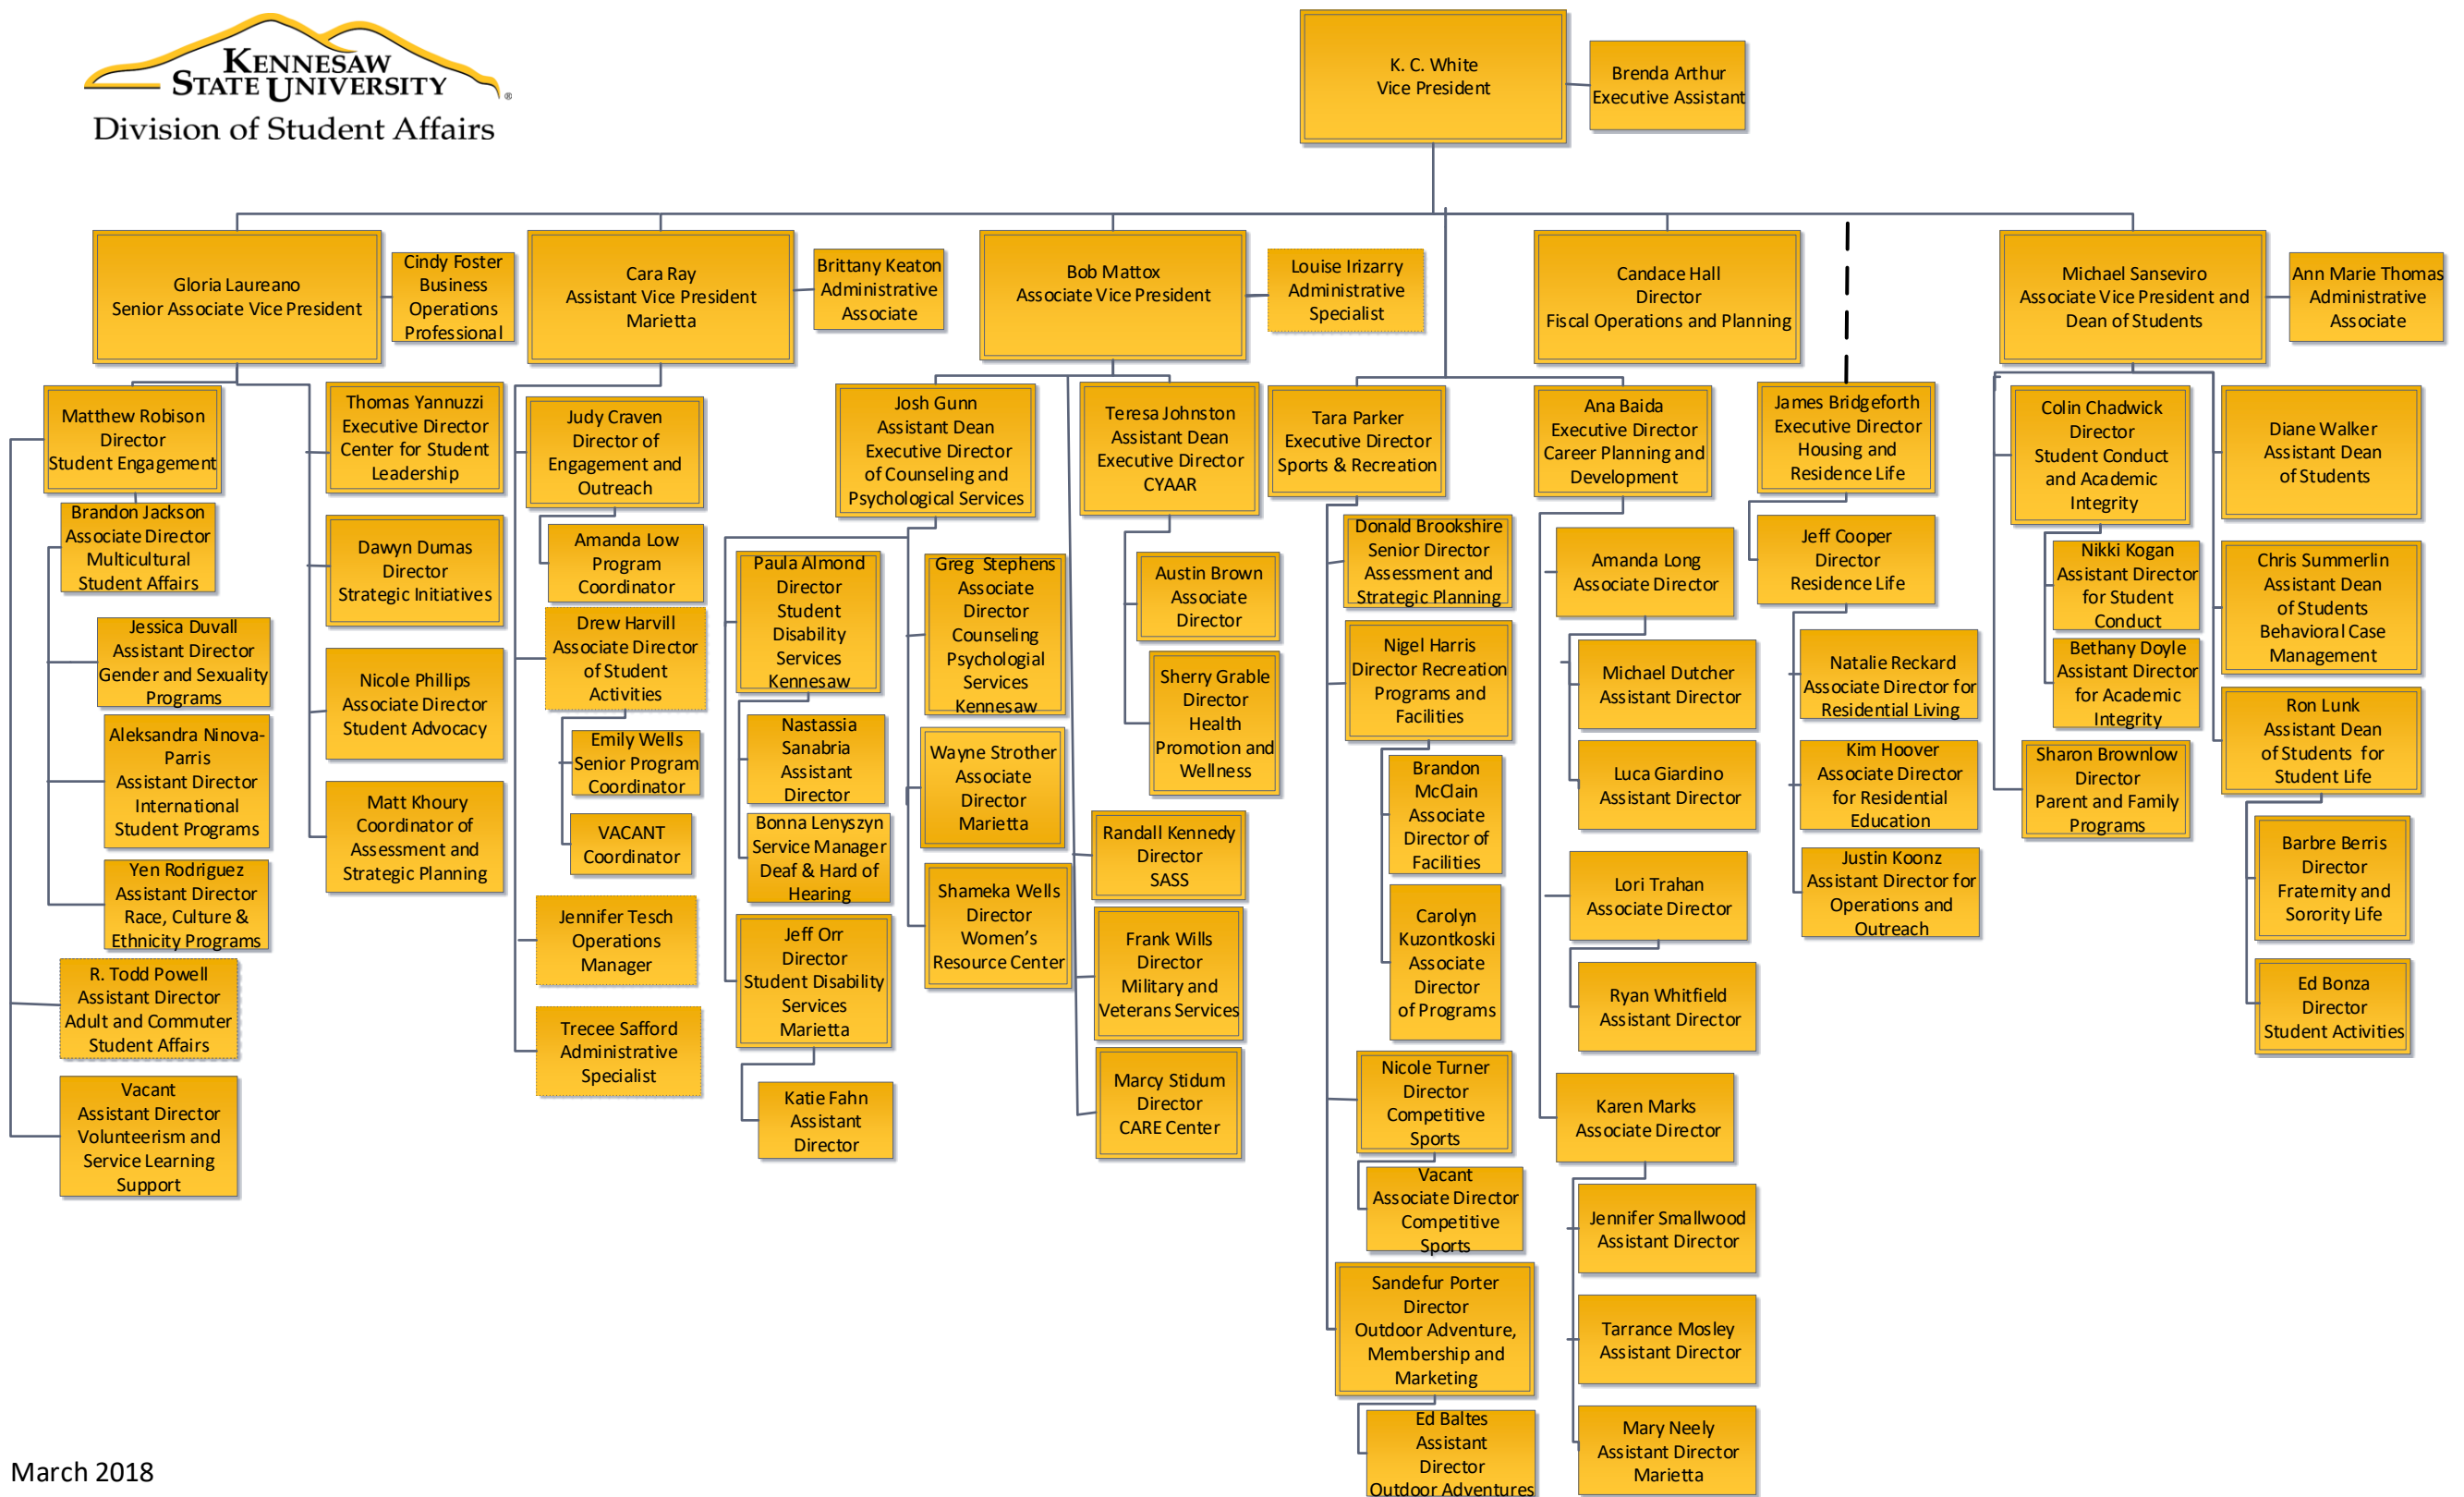 KENNESAW
STATE UNIVERSITY
®
Division of Student Affairs
K. C. White
Vice President
Brenda Arthur
Executive Assistant
Gloria Laureano
Senior Associate Vice President
Cindy Foster
Business
Operations
Professional
Cara Ray
Assistant Vice President
Marietta
Brittany Keaton
Administrative
Associate
Bob Mattox
Associate Vice President
Louise Irizarry
Administrative
Specialist
Candace Hall
Director
Fiscal Operations and Planning
Michael Sanseviro
Associate Vice President and
Dean of Students
Ann Marie Thomas
Administrative
Associate
Matthew Robison
Director
Student Engagement
Brandon Jackson
Associate Director
Multicultural
Student Affairs
Jessica Duvall
Assistant Director
Gender and Sexuality
Programs
Aleksandra Ninova-
Parris
Assistant Director
International
Student Programs
Yen Rodriguez
Assistant Director
Race, Culture &
Ethnicity Programs
R. Todd Powell
Assistant Director
Adult and Commuter
Student Affairs
Vacant
Assistant Director
Volunteerism and
Service Learning
Support
Thomas Yannuzzi
Executive Director
Center for Student
Leadership
Dawyn Dumas
Director
Strategic Initiatives
Nicole Phillips
Associate Director
Student Advocacy
Matt Khoury
Coordinator of
Assessment and
Strategic Planning
Judy Craven
Director of
Engagement and
Outreach
Amanda Low
Program
Coordinator
Drew Harvill
Associate Director
of Student
Activities
Emily Wells
Senior Program
Coordinator
VACANT
Coordinator
Jennifer Tesch
Operations
Manager
Trecee Safford
Administrative
Specialist
Josh Gunn
Assistant Dean
Executive Director
of Counseling and
Psychological Services
Paula Almond
Director
Student
Disability
Services
Kennesaw
Nastassia
Sanabria
Assistant
Director
Bonna Lenyszyn
Service Manager
Deaf & Hard of
Hearing
Jeff Orr
Director
Student Disability
Services
Marietta
Katie Fahn
Assistant
Director
Greg Stephens
Associate
Director
Counseling
Psychologial
Services
Kennesaw
Wayne Strother
Associate
Director
Marietta
Shameka Wells
Director
Women's
Resource Center
Teresa Johnston
Assistant Dean
Executive Director
CYAAR
Austin Brown
Associate
Director
Sherry Grable
Director
Health
Promotion and
Wellness
Randall Kennedy
Director
SASS
Frank Wills
Director
Military and
Veterans Services
Marcy Stidum
Director
CARE Center
Tara Parker
Executive Director
Sports & Recreation
Donald Brookshire
Senior Director
Assessment and
Strategic Planning
Nigel Harris
Director Recreation
Programs and
Facilities
Brandon
McClain
Associate
Director of
Facilities
Carolyn
Kuzontkoski
Associate
Director
of Programs
Nicole Turner
Director
Competitive
Sports
Vacant
Associate Director
Competitive
Sports
Sandefur Porter
Director
Outdoor Adventure,
Membership and
Marketing
Ed Baltes
Assistant
Director
Outdoor Adventures
Ana Baida
Executive Director
Career Planning and
Development
Amanda Long
Associate Director
Michael Dutcher
Assistant Director
Luca Giardino
Assistant Director
Lori Trahan
Associate Director
Ryan Whitfield
Assistant Director
Karen Marks
Associate Director
Jennifer Smallwood
Assistant Director
Tarrance Mosley
Assistant Director
Mary Neely
Assistant Director
Marietta
James Bridgeforth
Executive Director
Housing and
Residence Life
Jeff Cooper
Director
Residence Life
Natalie Reckard
Associate Director for
Residential Living
Kim Hoover
Associate Director
for Residential
Education
Justin Koonz
Assistant Director for
Operations and
Outreach
Colin Chadwick
Director
Student Conduct
and Academic
Integrity
Nikki Kogan
Assistant Director
for Student
Conduct
Bethany Doyle
Assistant Director
for Academic
Integrity
Sharon Brownlow
Director
Parent and Family
Programs
Diane Walker
Assistant Dean
of Students
Chris Summerlin
Assistant Dean
of Students
Behavioral Case
Management
Ron Lunk
Assistant Dean
of Students for
Student Life
Barbre Berris
Director
Fraternity and
Sorority Life
Ed Bonza
Director
Student Activities
March 2018